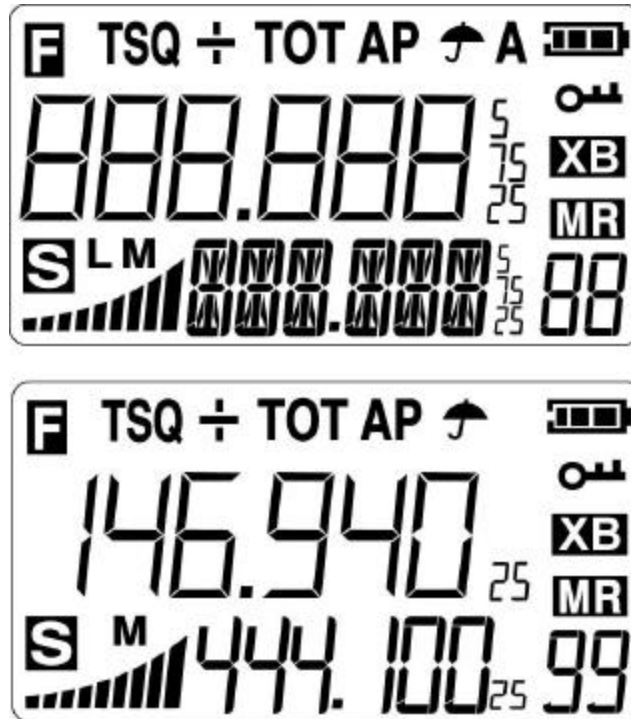 F TSQ ÷ TOT AP A
888.888 5 75 25
XB
MR
S L M
888.888 5 75 25 88
F TSQ ÷ TOT AP
146.940 25
XB
MR
S M
444.100 25 99